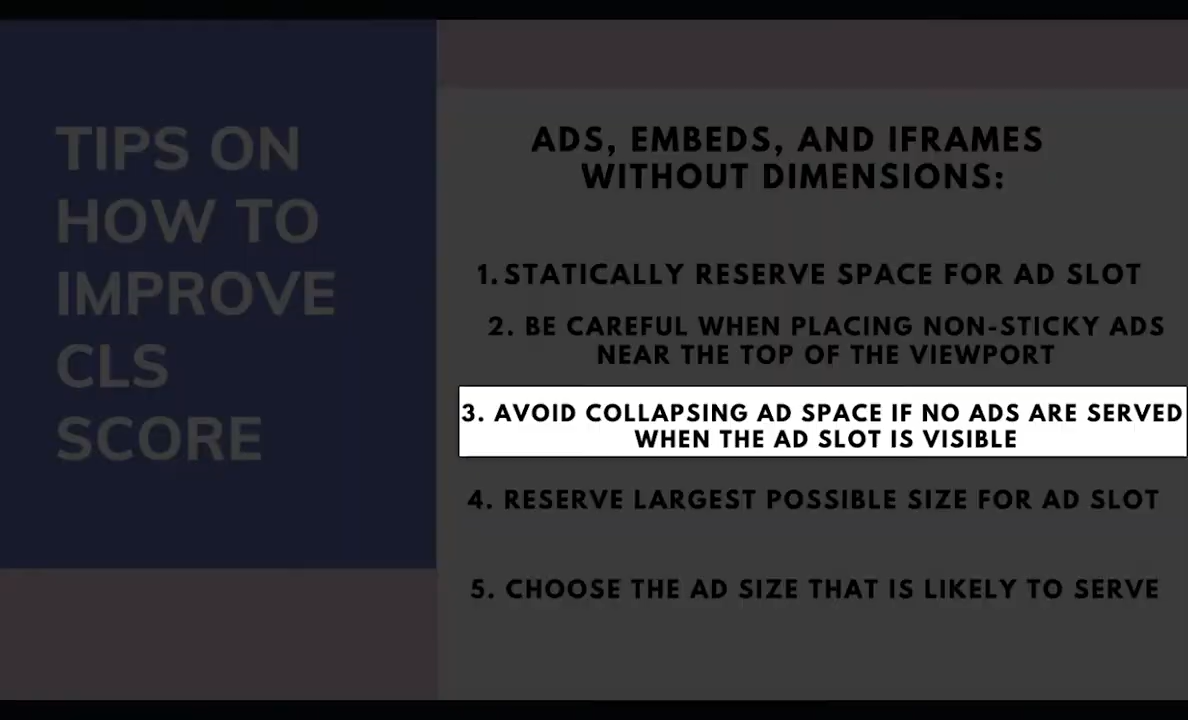 TIPS ON
HOW TO
IMPROVE
CLS
SCORE
ADS, EMBEDS, AND IFRAMES
WITHOUT DIMENSIONS:
1. STATICALLY RESERVE SPACE FOR AD SLOT
2. BE CAREFUL WHEN PLACING NON-STICKY ADS
NEAR THE TOP OF THE VIEWPORT
3. AVOID COLLAPSING AD SPACE IF NO ADS ARE SERVED
WHEN THE AD SLOT IS VISIBLE
4. RESERVE LARGEST POSSIBLE SIZE FOR AD SLOT
5. CHOOSE THE AD SIZE THAT IS LIKELY TO SERVE